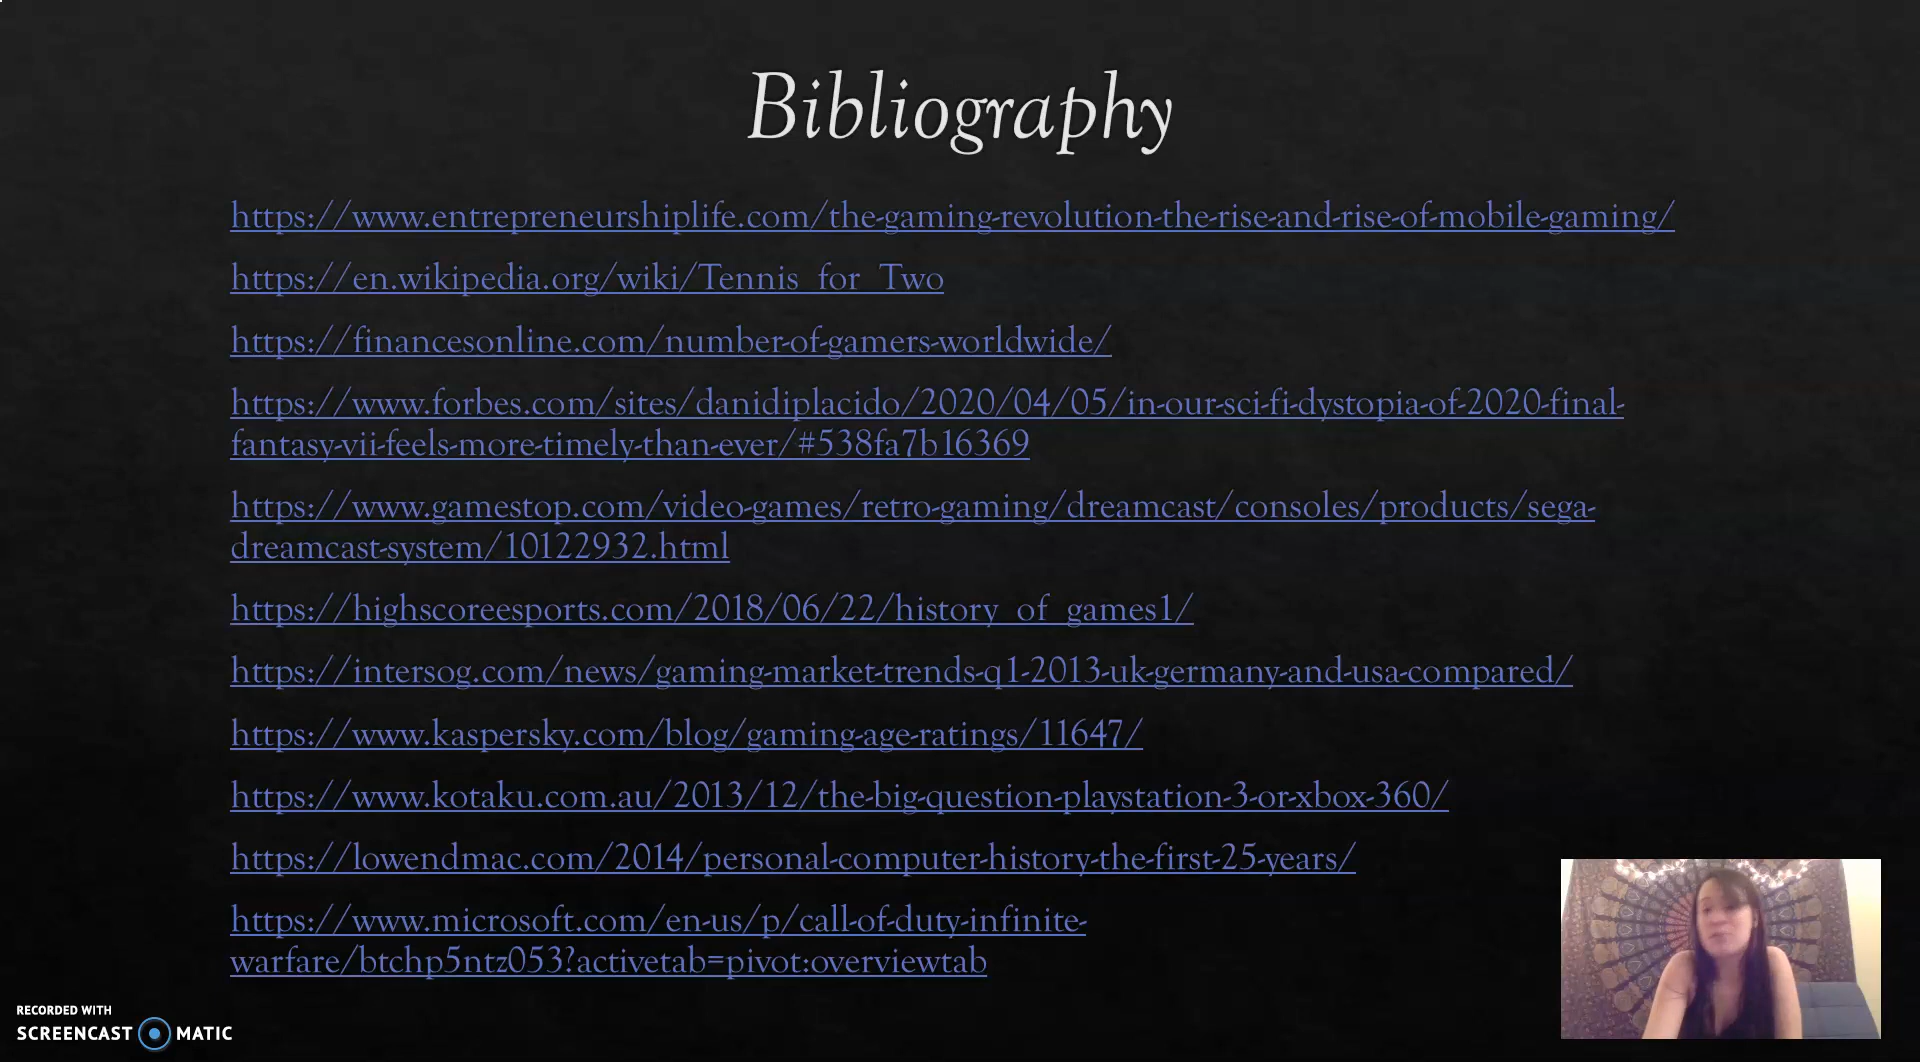 Bibliography
https://www.entrepreneurshiplife.com/the-gaming-revolution-the-rise-and-rise-of-mobile-gaming/
https://en.wikipedia.org/wiki/Tennis_for_Two
https://financesonline.com/number-of-gamers-worldwide/
https://www.forbes.com/sites/danidiplacido/2020/04/05/in-our-sci-fi-dystopia-of-2020-final-
fantasy-vii-feels-more-timely-than-ever/#538fa7b16369
https://www.gamestop.com/video-games/retro-gaming/dreamcast/consoles/products/sega-
dreamcast-system/10122932.html
https://highscoreesports.com/2018/06/22/history_of_games1/
https://intersog.com/news/gaming-market-trends-q1-2013-uk-germany-and-usa-compared/
https://www.kaspersky.com/blog/gaming-age-ratings/11647/
https://www.kotaku.com.au/2013/12/the-big-question-playstation-3-or-xbox-360/
https://lowendmac.com/2014/personal-computer-history-the-first-25-years/
https://www.microsoft.com/en-us/p/call-of-duty-infinite-
warfare/btchp5ntz053?activetab=pivot:overviewtab
RECORDED WITH
SCREENCAST MATIC